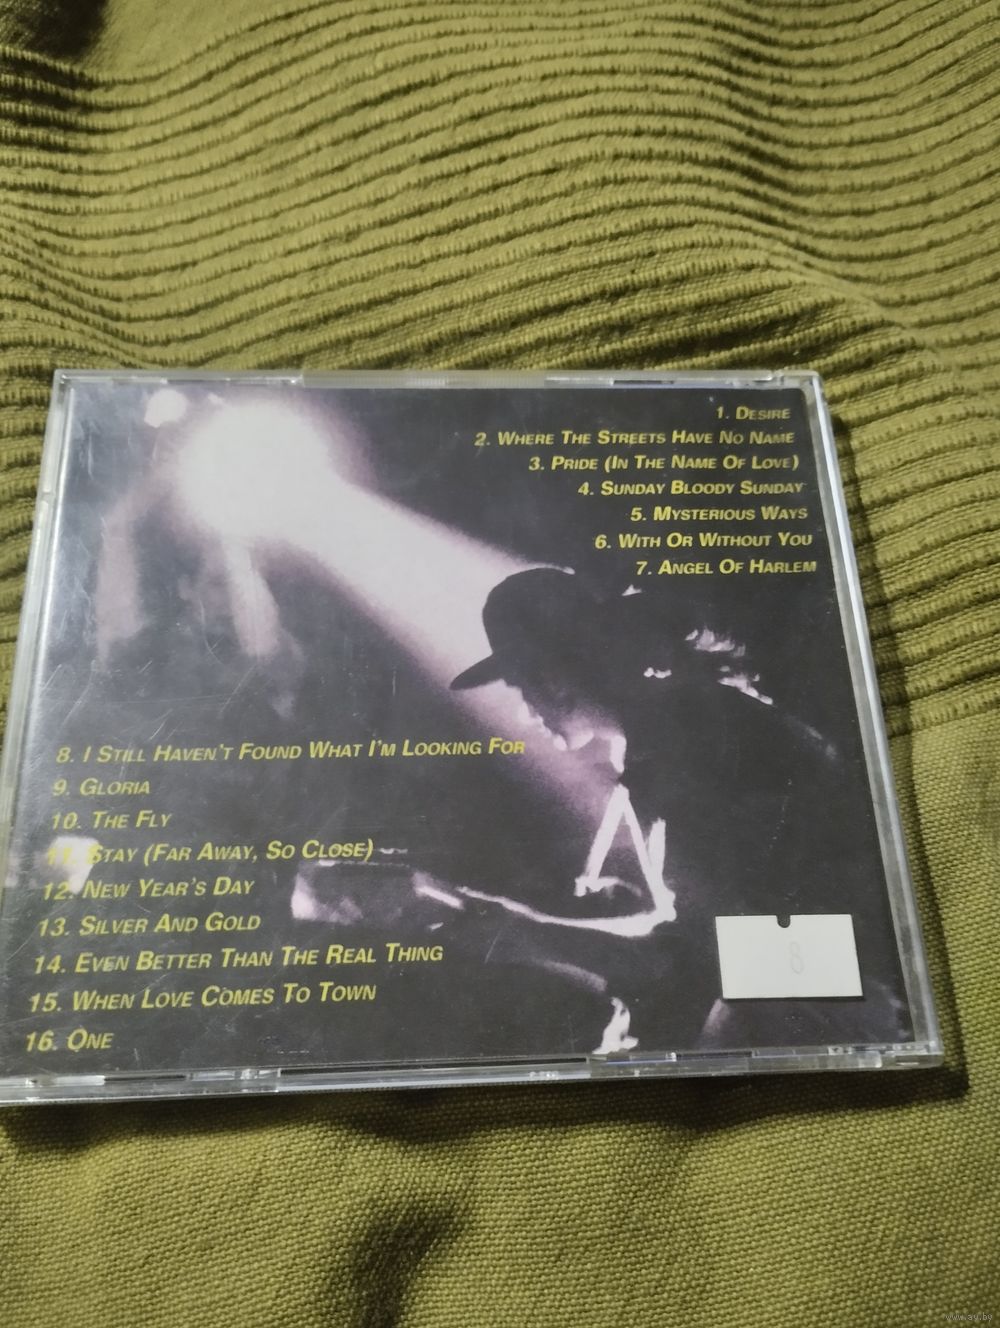 1. Desire
2. Where The Streets Have No Name
3. Pride (In The Name Of Love)
4. Sunday Bloody Sunday
5. Mysterious Ways
6. With Or Without You
7. Angel Of Harlem
8. I Still Haven't Found What I'm Looking For
9. Gloria
10. The Fly
11. Stay (Far Away, So Close)
12. New Year's Day
13. Silver And Gold
14. Even Better Than The Real Thing
15. When Love Comes To Town
16. One
8
www.ay.by